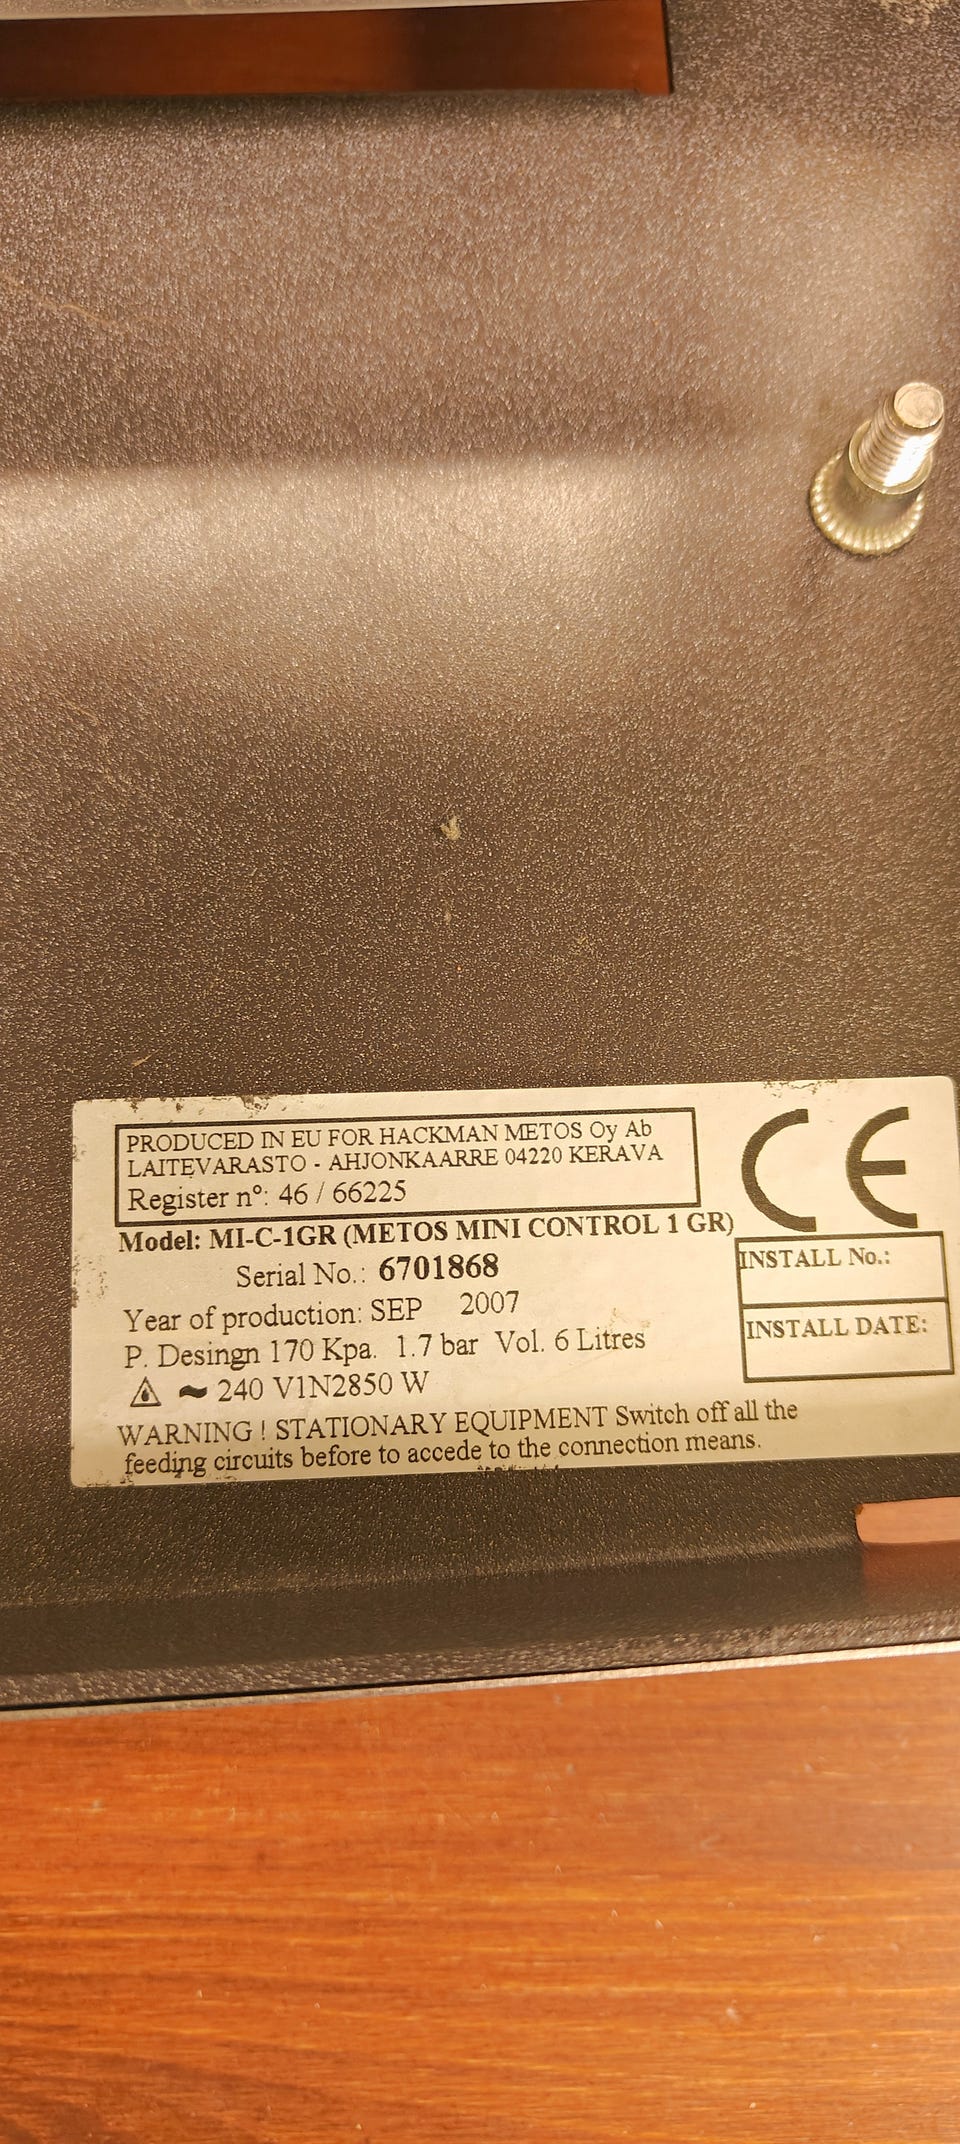 PRODUCED IN EU FOR HACKMAN METOS Oy Ab
LAITEVARASTO - AHJONKAARRE 04220 KERAVA
Register nº: 46 / 66225
CE
Model: MI-C-1GR (METOS MINI CONTROL 1 GR)
Serial No.: 6701868
Year of production: SEP 2007
P. Desingn 170 Kpa. 1.7 bar Vol. 6 Litres
~ 240 V1N2850 W
INSTALL No.:
INSTALL DATE:
WARNING ! STATIONARY EQUIPMENT Switch off all the
feeding circuits before to accede to the connection means.